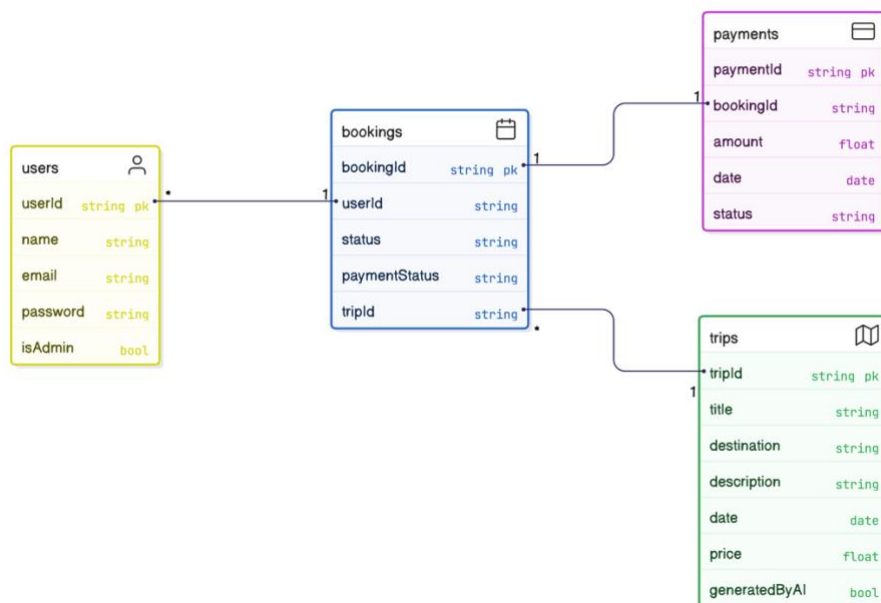 users
userId string pk
name string
email string
password string
isAdmin bool
*
1
bookings
bookingId string pk
userId string
status string
paymentStatus string
tripId string
1
*
1
payments
paymentId string pk
bookingId string
amount float
date date
status string
1
trips
tripId string pk
title string
destination string
description string
date date
price float
generatedByAI bool